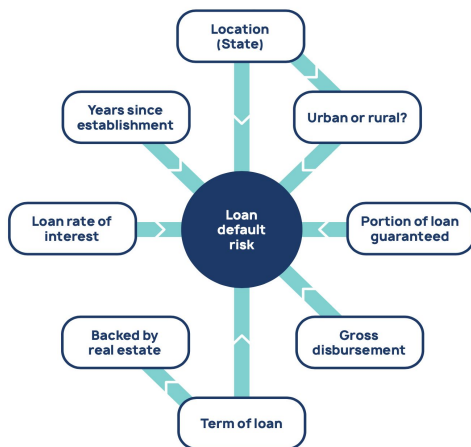 Location
(State)
Years since
establishment
Urban or rural?
Loan rate of
interest
Loan
default
risk
Portion of loan
guaranteed
Backed by
real estate
Gross
disbursement
Term of loan